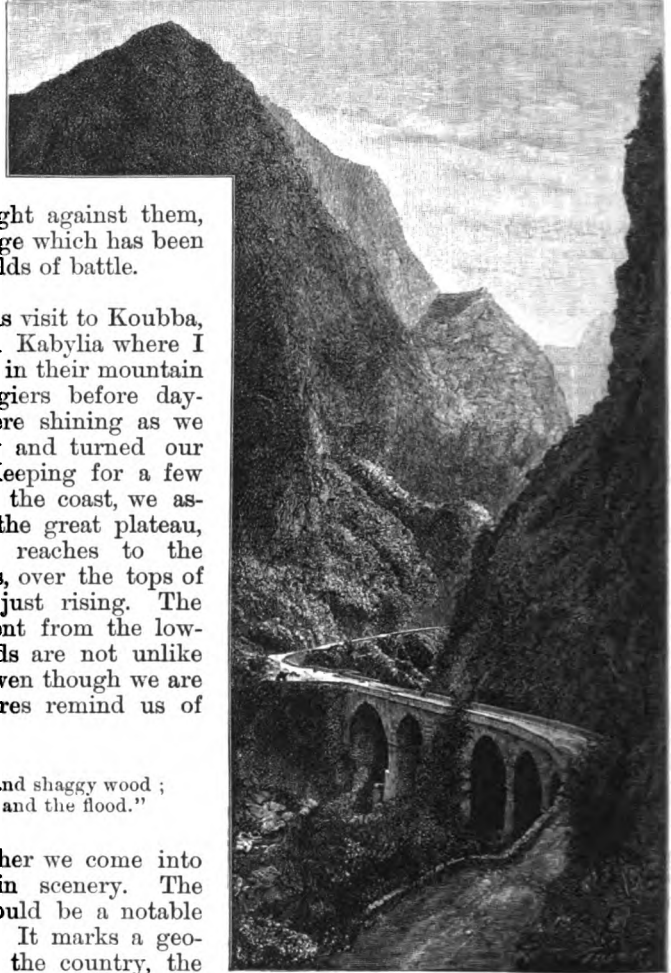 ght against them,
ge which has been
lds of battle.
s visit to Koubba,
Kabylia where I
in their mountain
giers before day-
ere shining as we
and turned our
eeping for a few
the coast, we as-
the great plateau,
reaches to the
s, over the tops of
just rising. The
nt from the low-
ds are not unlike
ven though we are
res remind us of
nd shaggy wood ;
and the flood."
her we come into
in scenery. The
ould be a notable
It marks a geo-
the country, the